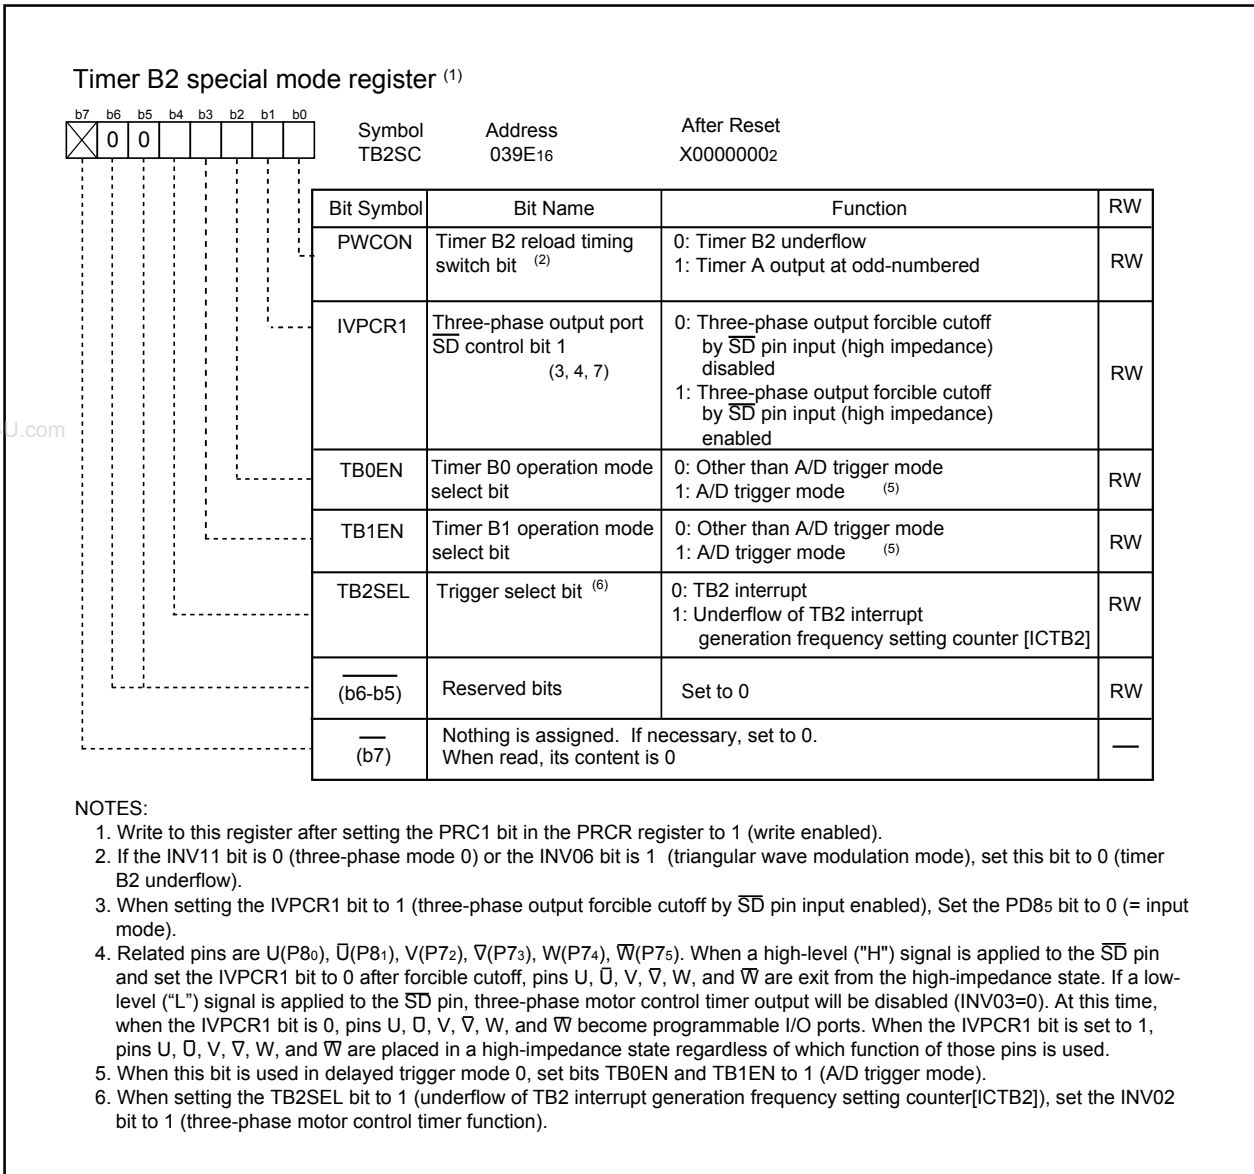 Timer B2 special mode register (1)
b7 b6 b5 b4 b3 b2 b1 b0
0 0
Symbol Address After Reset
TB2SC 039E16 X00000002
Bit Symbol Bit Name Function RW
PWCON Timer B2 reload timing switch bit (2) 0: Timer B2 underflow
1: Timer A output at odd-numbered RW
IVPCR1 Three-phase output port
S̅D̅ control bit 1
(3, 4, 7)
0: Three-phase output forcible cutoff
by S̅D̅ pin input (high impedance)
disabled
1: Three-phase output forcible cutoff
by S̅D̅ pin input (high impedance)
enabled
RW
TB0EN Timer B0 operation mode
select bit
0: Other than A/D trigger mode
1: A/D trigger mode (5)
RW
TB1EN Timer B1 operation mode
select bit
0: Other than A/D trigger mode
1: A/D trigger mode (5)
RW
TB2SEL Trigger select bit (6)
0: TB2 interrupt
1: Underflow of TB2 interrupt
generation frequency setting counter [ICTB2]
RW
(b6-b5) Reserved bits Set to 0 RW
(b7)
Nothing is assigned. If necessary, set to 0.
When read, its content is 0
—
U.com
NOTES:
1. Write to this register after setting the PRC1 bit in the PRCR register to 1 (write enabled).
2. If the INV11 bit is 0 (three-phase mode 0) or the INV06 bit is 1 (triangular wave modulation mode), set this bit to 0 (timer
B2 underflow).
3. When setting the IVPCR1 bit to 1 (three-phase output forcible cutoff by S̅D̅ pin input enabled), Set the PD85 bit to 0 (= input
mode).
4. Related pins are U(P80), U̅(P81), V(P72), V̅(P73), W(P74), W̅(P75). When a high-level ("H") signal is applied to the S̅D̅ pin
and set the IVPCR1 bit to 0 after forcible cutoff, pins U, U̅, V, V̅, W, and W̅ are exit from the high-impedance state. If a low-
level (“L”) signal is applied to the S̅D̅ pin, three-phase motor control timer output will be disabled (INV03=0). At this time,
when the IVPCR1 bit is 0, pins U, U̅, V, V̅, W, and W̅ become programmable I/O ports. When the IVPCR1 bit is set to 1,
pins U, U̅, V, V̅, W, and W̅ are placed in a high-impedance state regardless of which function of those pins is used.
5. When this bit is used in delayed trigger mode 0, set bits TB0EN and TB1EN to 1 (A/D trigger mode).
6. When setting the TB2SEL bit to 1 (underflow of TB2 interrupt generation frequency setting counter[ICTB2]), set the INV02
bit to 1 (three-phase motor control timer function).